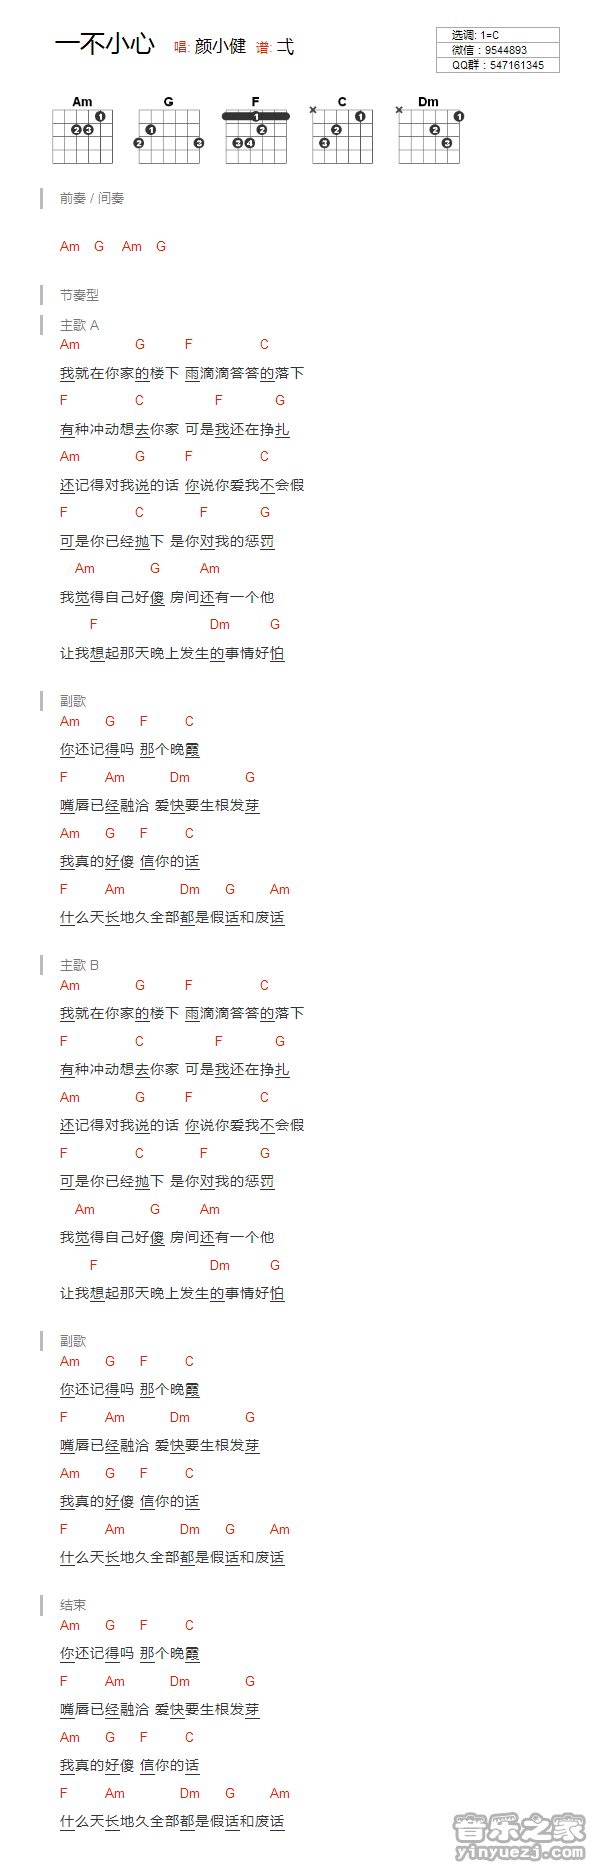 一不小心 唱: 颜小健 谱: 弍
选调: 1=C
微信：9544893
QQ群：547161345
Am G F C Dm
前奏 / 间奏
Am G Am G
节奏型
主歌 A
Am G F C
我就在你家的楼下 雨滴滴答答的落下
F C F G
有种冲动想去你家 可是我还在挣扎
Am G F C
还记得对我说的话 你说你爱我不会假
F C F G
可是你已经抛下 是你对我的惩罚
Am G Am
我觉得自己好傻 房间还有一个他
F Dm G
让我想起那天晚上发生的事情好怕
副歌
Am G F C
你还记得吗 那个晚霞
F Am Dm G
嘴唇已经融洽 爱快要生根发芽
Am G F C
我真的好傻 信你的话
F Am Dm G Am
什么天长地久全部都是假话和废话
主歌 B
Am G F C
我就在你家的楼下 雨滴滴答答的落下
F C F G
有种冲动想去你家 可是我还在挣扎
Am G F C
还记得对我说的话 你说你爱我不会假
F C F G
可是你已经抛下 是你对我的惩罚
Am G Am
我觉得自己好傻 房间还有一个他
F Dm G
让我想起那天晚上发生的事情好怕
副歌
Am G F C
你还记得吗 那个晚霞
F Am Dm G
嘴唇已经融洽 爱快要生根发芽
Am G F C
我真的好傻 信你的话
F Am Dm G Am
什么天长地久全部都是假话和废话
结束
Am G F C
你还记得吗 那个晚霞
F Am Dm G
嘴唇已经融洽 爱快要生根发芽
Am G F C
我真的好傻 信你的话
F Am Dm G Am
什么天长地久全部都是假话和废话
音乐之家
yinyuezj.com